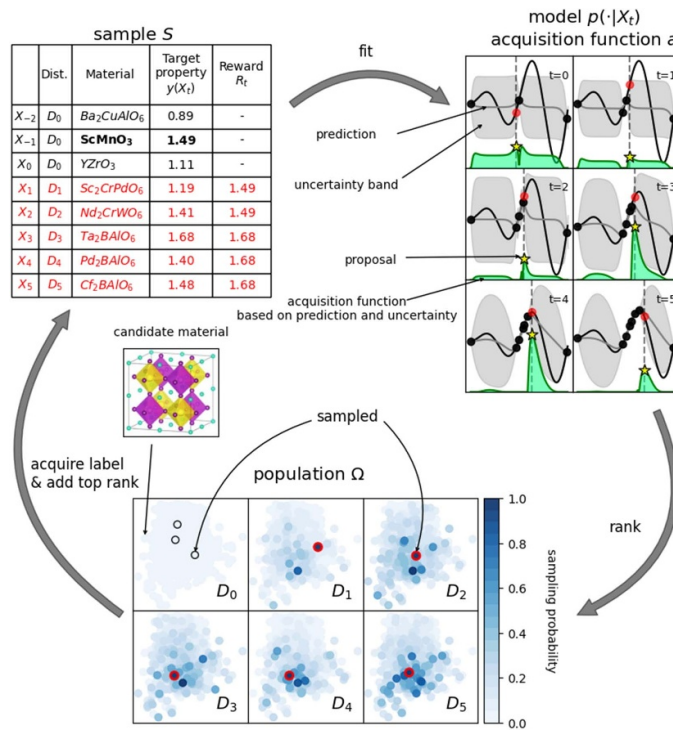 sample S
Dist. Material Target property y(X_t) Reward R_t
X_{-2} D_0 Ba_2CuAlO_6 0.89 -
X_{-1} D_0 ScMnO_3 1.49 -
X_0 D_0 YZrO_3 1.11 -
X_1 D_1 Sc_2CrPdO_6 1.19 1.49
X_2 D_2 Nd_2CrWO_6 1.41 1.49
X_3 D_3 Ta_2BAlO_6 1.68 1.68
X_4 D_4 Pd_2BAlO_6 1.40 1.68
X_5 D_5 Cf_2BAlO_6 1.48 1.68
fit
model p(·|X_t)
acquisition function a
t=0
t=1
t=2
t=3
t=4
t=5
prediction
uncertainty band
proposal
acquisition function
based on prediction and uncertainty
candidate material
acquire label
& add top rank
sampled
population Ω
rank
D_0
D_1
D_2
D_3
D_4
D_5
1.0
0.8
0.6
0.4
0.2
0.0
sampling probability